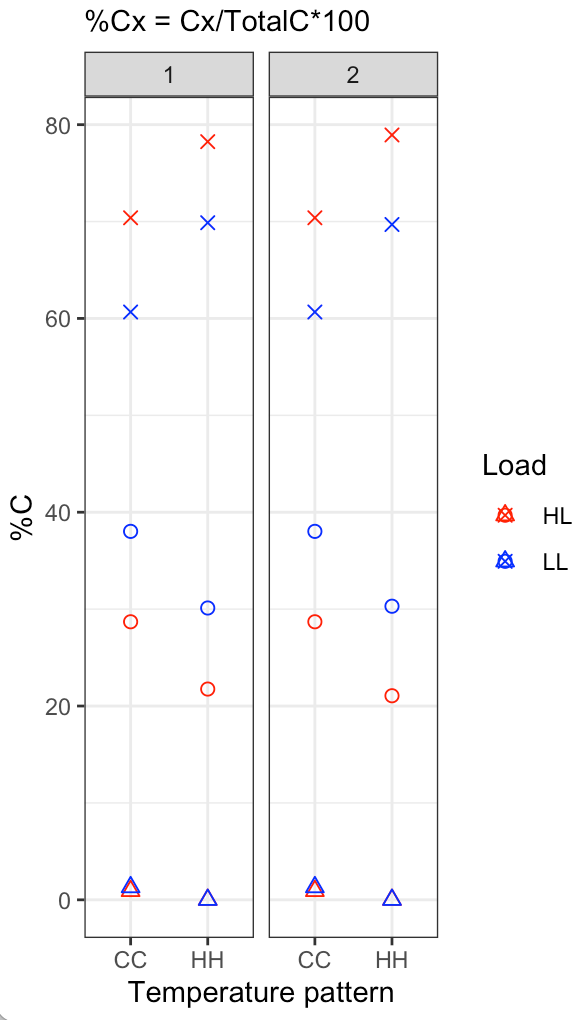 %Cx = Cx/TotalC*100
1
2
80
60
40
20
0
%C
CC
HH
CC
HH
Temperature pattern
Load
HL
LL